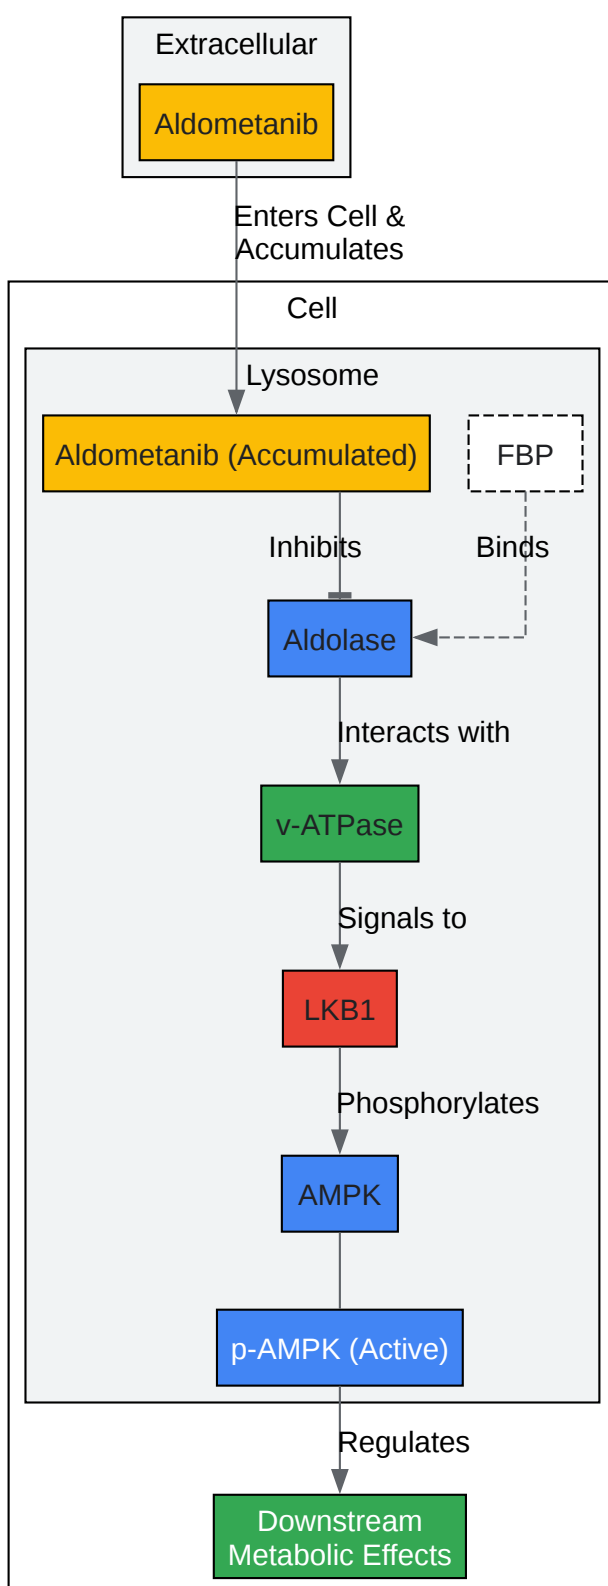 Extracellular
Aldometanib
Enters Cell &
Accumulates
Cell
Lysosome
Aldometanib (Accumulated)
FBP
Inhibits
Binds
Aldolase
Interacts with
v-ATPase
Signals to
LKB1
Phosphorylates
AMPK
p-AMPK (Active)
Regulates
Downstream
Metabolic Effects